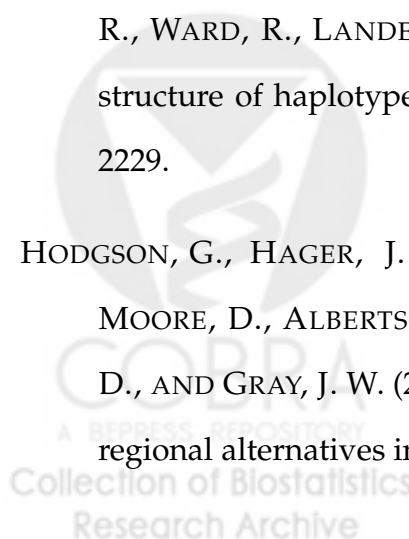 R., WARD, R., LANDE
structure of haplotype
2229.
HODGSON, G., HAGER, J.
MOORE, D., ALBERTS
D., AND GRAY, J. W. (2
regional alternatives in
COBRA
A BEPRESS REPOSITORY
Collection of Biostatistics
Research Archive